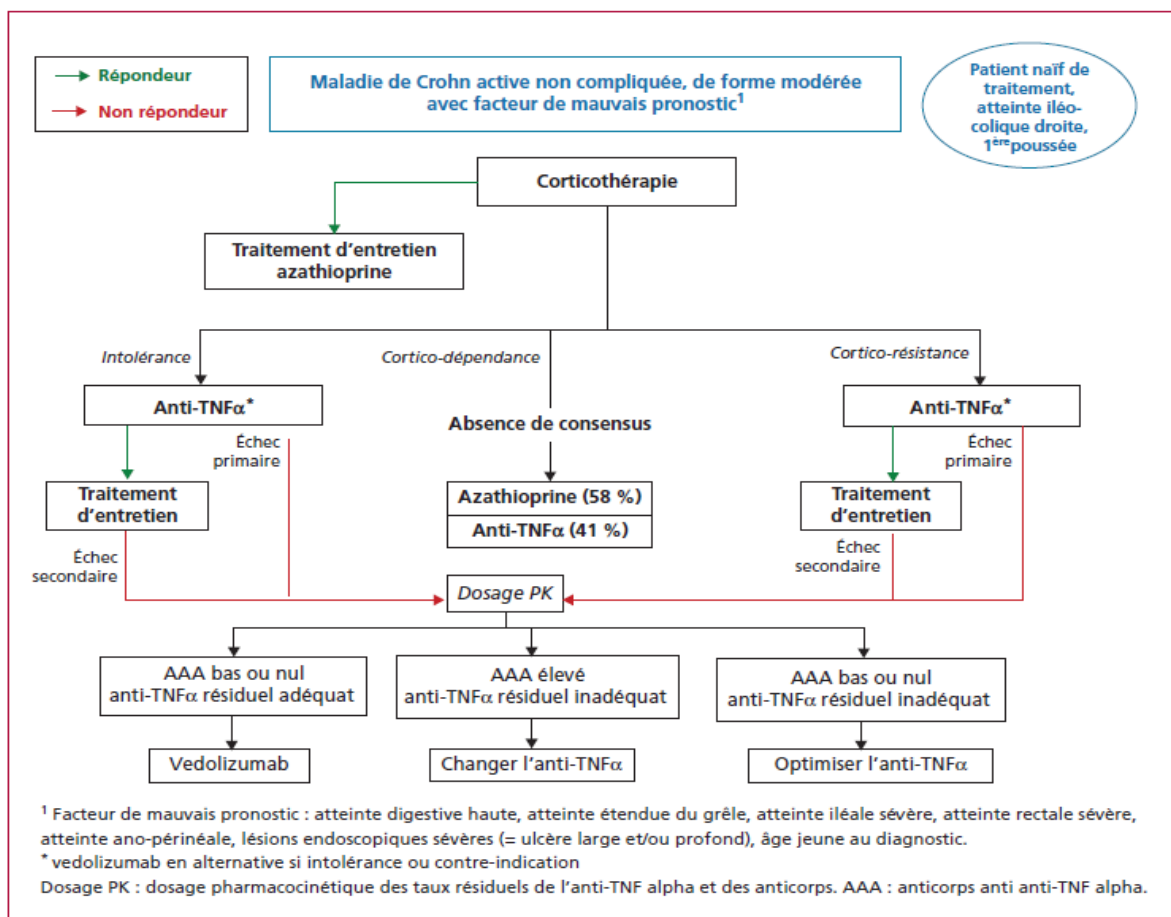 Répondeur
Non répondeur
Maladie de Crohn active non compliquée, de forme modérée
avec facteur de mauvais pronostic¹
Patient naïf de
traitement,
atteinte iléo-
colique droite,
1ère poussée
Corticothérapie
Traitement d'entretien
azathioprine
Intolérance
Cortico-dépendance
Cortico-résistance
Anti-TNFα*
Absence de consensus
Anti-TNFα*
Échec
primaire
Échec
primaire
Traitement
d'entretien
Azathioprine (58 %)
Anti-TNFα (41 %)
Traitement
d'entretien
Échec
secondaire
Échec
secondaire
Dosage PK
AAA bas ou nul
anti-TNFα résiduel adéquat
AAA élevé
anti-TNFα résiduel inadéquat
AAA bas ou nul
anti-TNFα résiduel inadéquat
Vedolizumab
Changer l'anti-TNFα
Optimiser l'anti-TNFα
¹ Facteur de mauvais pronostic : atteinte digestive haute, atteinte étendue du grêle, atteinte iléale sévère, atteinte rectale sévère,
atteinte ano-périnéale, lésions endoscopiques sévères (= ulcère large et/ou profond), âge jeune au diagnostic.
* vedolizumab en alternative si intolérance ou contre-indication
Dosage PK : dosage pharmacocinétique des taux résiduels de l'anti-TNF alpha et des anticorps. AAA : anticorps anti anti-TNF alpha.